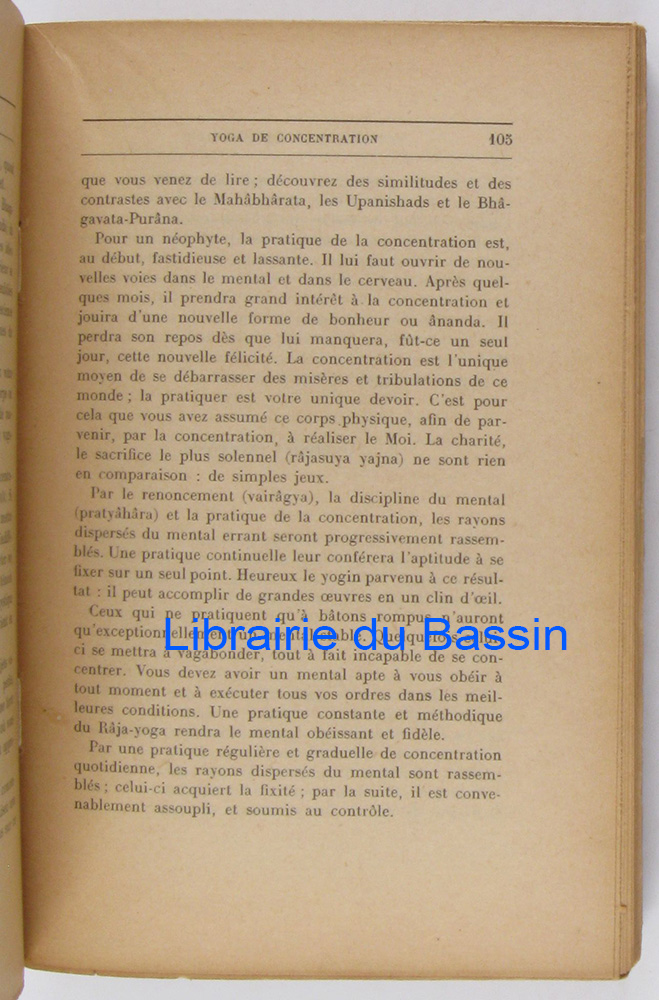 YOGA DE CONCENTRATION 105
que vous venez de lire ; découvrez des similitudes et des
contrastes avec le Mahâbhârata, les Upanishads et le Bhâ-
gavata-Purâna.
Pour un néophyte, la pratique de la concentration est,
au début, fastidieuse et lassante. Il lui faut ouvrir de nou-
velles voies dans le mental et dans le cerveau. Après quel-
ques mois, il prendra grand intérêt à la concentration et
jouira d'une nouvelle forme de bonheur ou ânanda. Il
perdra son repos dès que lui manquera, fût-ce un seul
jour, cette nouvelle félicité. La concentration est l'unique
moyen de se débarrasser des misères et tribulations de ce
monde ; la pratiquer est votre unique devoir. C'est pour
cela que vous avez assumé ce corps physique, afin de par-
venir, par la concentration, à réaliser le Moi. La charité,
le sacrifice le plus solennel (râjasuya yajna) ne sont rien
en comparaison : de simples jeux.
Par le renoncement (vairâgya), la discipline du mental
(pratyâhâra) et la pratique de la concentration, les rayons
dispersés du mental errant seront progressivement rassem-
blés. Une pratique continuelle leur conférera l'aptitude à se
fixer sur un seul point. Heureux le yogin parvenu à ce résul-
tat : il peut accomplir de grandes œuvres en un clin d'œil.
Ceux qui ne pratiquent qu'à bâtons rompus n'auront
qu'exceptionnellement un mental stable. Quelquefois celui-
ci se mettra à vagabonder, tout à fait incapable de se con-
centrer. Vous devez avoir un mental apte à vous obéir à
tout moment et à exécuter tous vos ordres dans les meil-
leures conditions. Une pratique constante et méthodique
du Râja-yoga rendra le mental obéissant et fidèle.
Par une pratique régulière et graduelle de concentration
quotidienne, les rayons dispersés du mental sont rassem-
blés ; celui-ci acquiert la fixité ; par la suite, il est conve-
nablement assoupli, et soumis au contrôle.
Librairie du Bassin